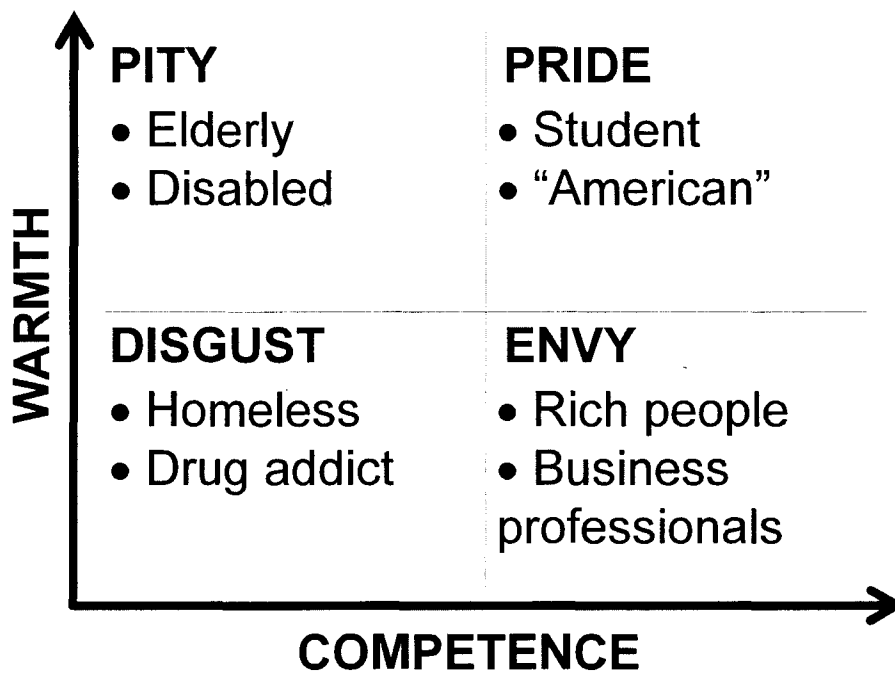 PITY
• Elderly
• Disabled
PRIDE
• Student
• “American”
WARMTH
DISGUST
• Homeless
• Drug addict
ENVY
• Rich people
• Business
professionals
COMPETENCE